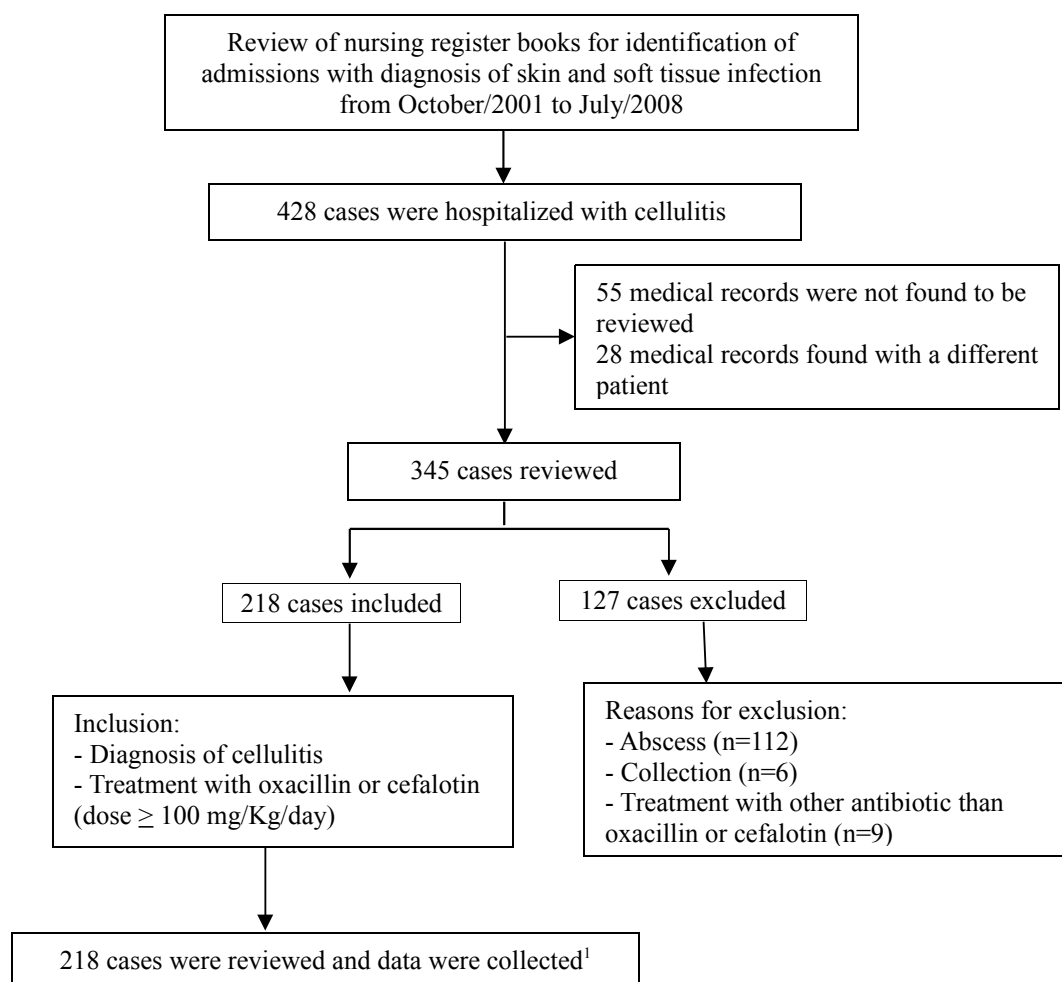 Review of nursing register books for identification of
admissions with diagnosis of skin and soft tissue infection
from October/2001 to July/2008
428 cases were hospitalized with cellulitis
55 medical records were not found to be
reviewed
28 medical records found with a different
patient
345 cases reviewed
218 cases included
127 cases excluded
Inclusion:
- Diagnosis of cellulitis
- Treatment with oxacillin or cefalotin
(dose ≥ 100 mg/Kg/day)
Reasons for exclusion:
- Abscess (n=112)
- Collection (n=6)
- Treatment with other antibiotic than
oxacillin or cefalotin (n=9)
218 cases were reviewed and data were collected¹